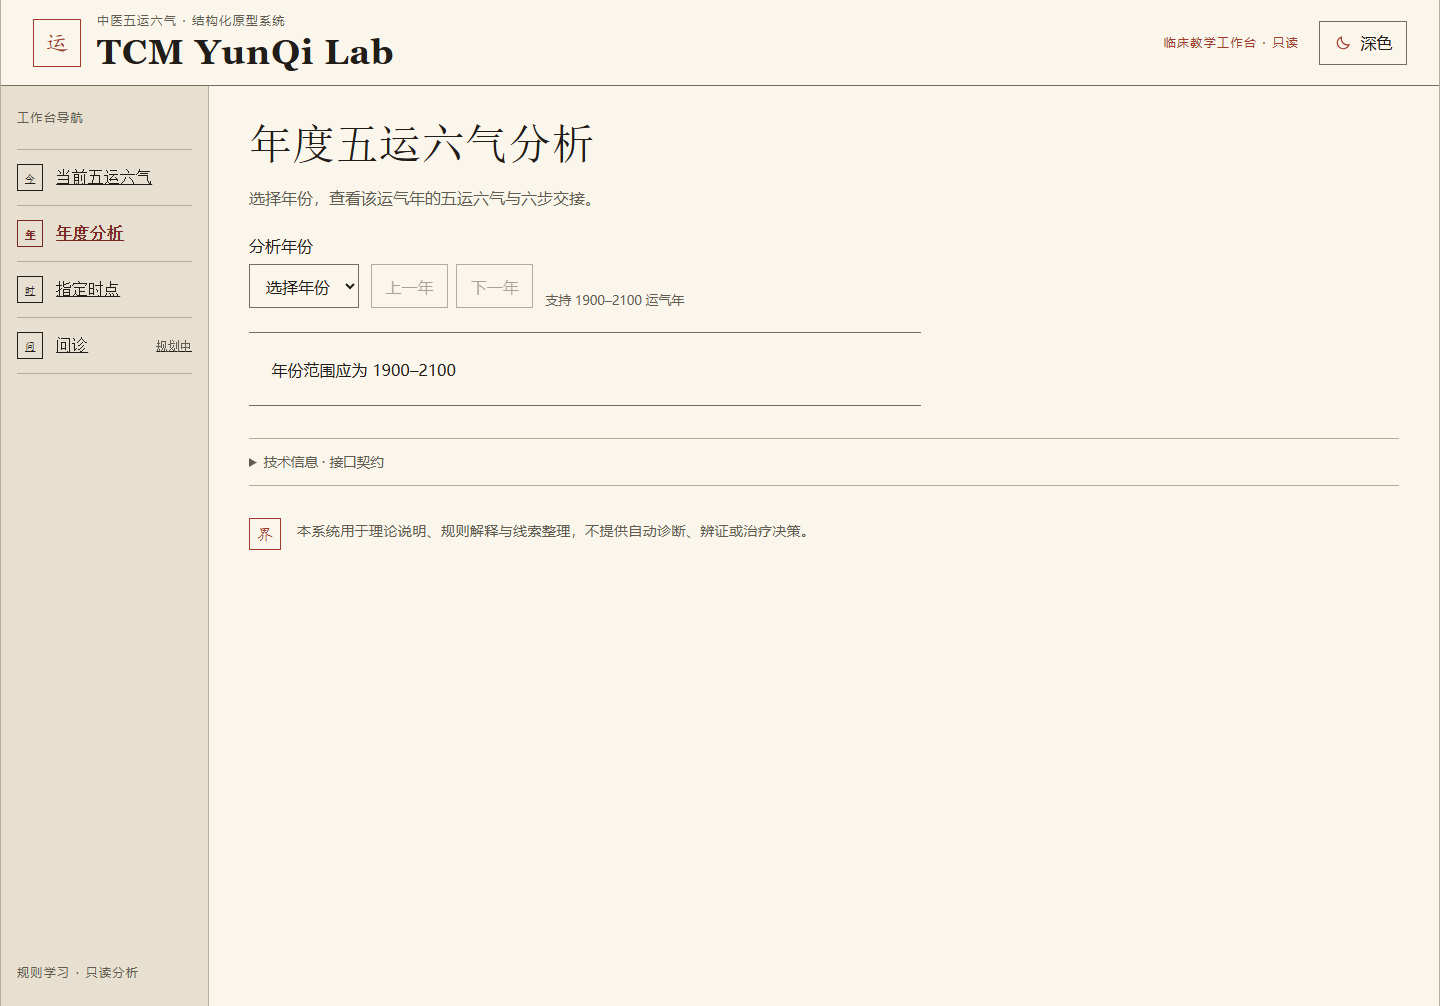 运
中医五运六气 · 结构化原型系统
TCM YunQi Lab
临床教学工作台 · 只读
深色
工作台导航
今 当前五运六气
年 年度分析
时 指定时点
问 问诊 规划中
规则学习 · 只读分析
年度五运六气分析
选择年份，查看该运气年的五运六气与六步交接。
分析年份
选择年份 上一年 下一年 支持 1900–2100 运气年
年份范围应为 1900–2100
技术信息 · 接口契约
界 本系统用于理论说明、规则解释与线索整理，不提供自动诊断、辨证或治疗决策。